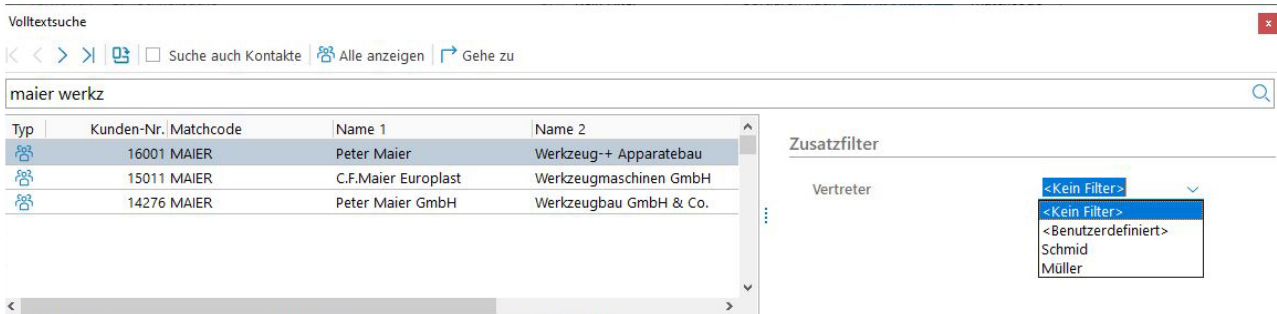 Volltextsuche
Suche auch Kontakte Alle anzeigen Gehe zu
maier werkz
Typ Kunden-Nr. Matchcode Name 1 Name 2
16001 MAIER Peter Maier Werkzeug-+ Apparatebau
15011 MAIER C.F.Maier Europlast Werkzeugmaschinen GmbH
14276 MAIER Peter Maier GmbH Werkzeugbau GmbH & Co.
Zusatzfilter
Vertreter <Kein Filter>
<Kein Filter>
<Benutzerdefiniert>
Schmid
Müller